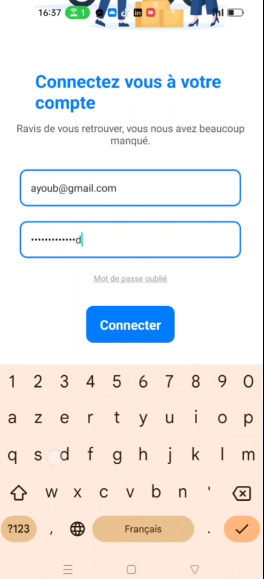 16:37 1
Connectez vous à votre
compte
Ravis de vous retrouver, vous nous avez beaucoup
manqué.
ayoub@gmail.com
•••••••••••••d
Mot de passe oublié
Connecter
1 2 3 4 5 6 7 8 9 0
a z e r t y u i o p
q s d f g h j k l m
w x c v b n '
?123 , Français .